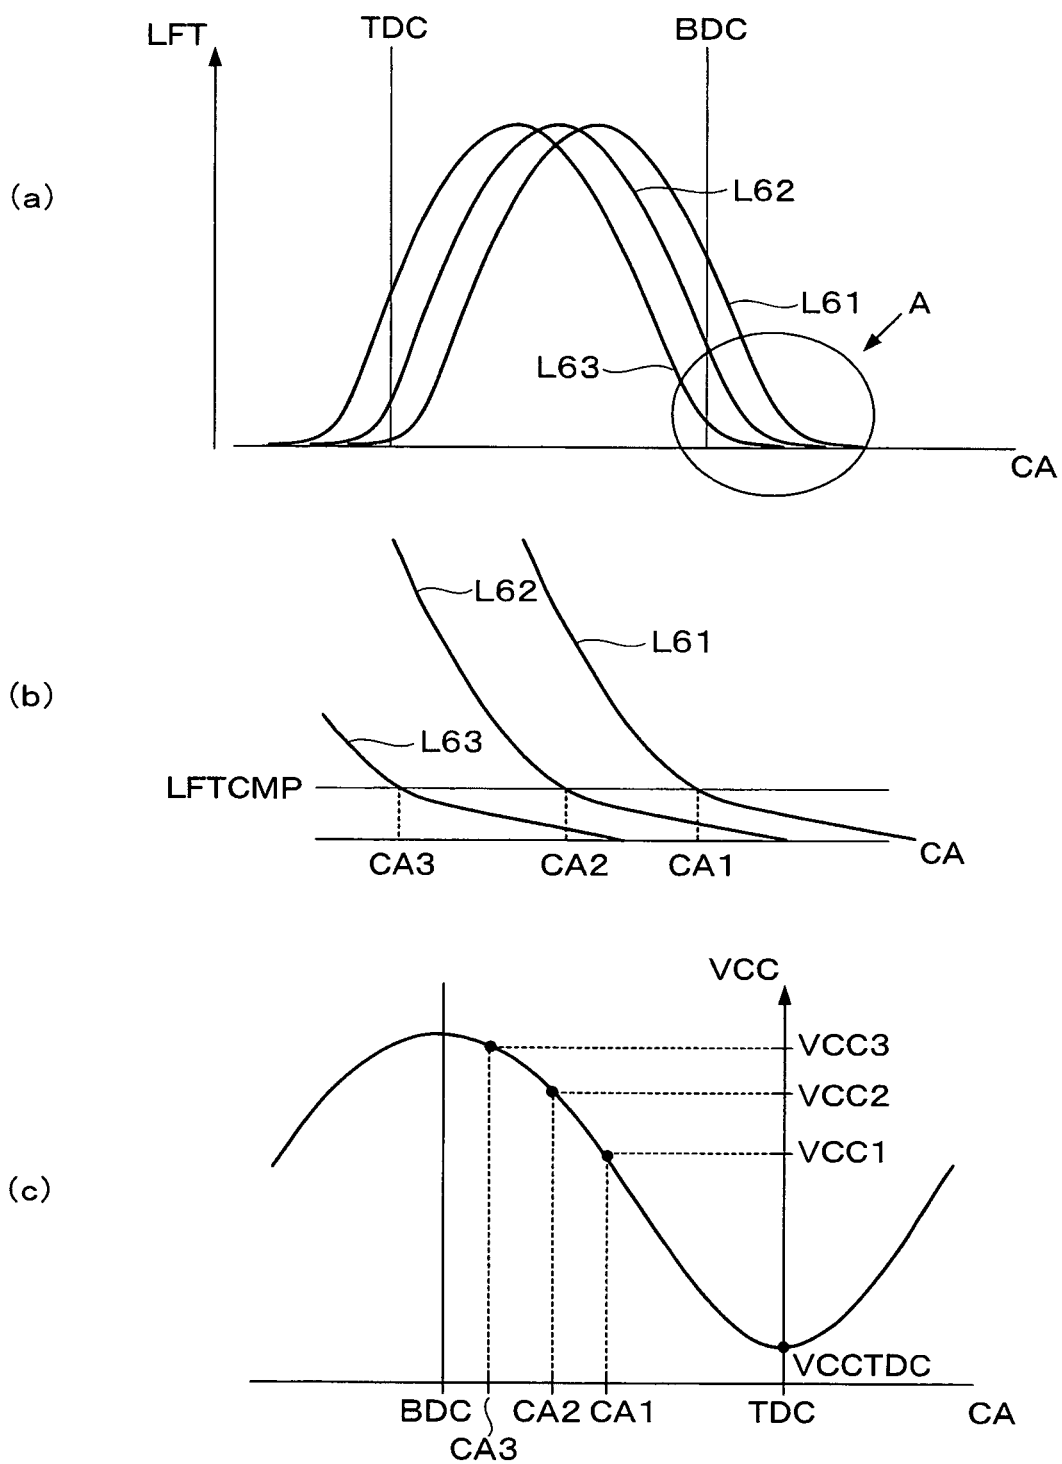 LFT
TDC
BDC
(a)
L62
L61
A
L63
CA
(b)
L62
L61
L63
LFTCMP
CA3
CA2
CA1
CA
(c)
VCC
VCC3
VCC2
VCC1
VCCTDC
BDC
CA2
CA1
TDC
CA
CA3